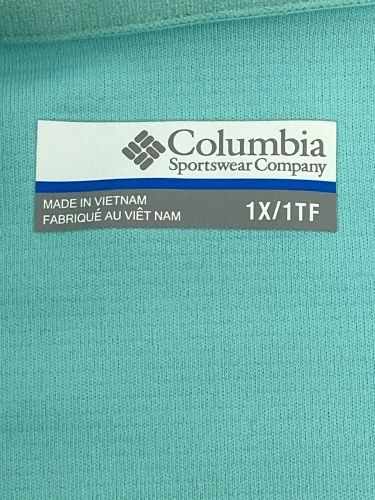 Columbia
Sportswear Company
MADE IN VIETNAM
FABRIQUÉ AU VIÊT NAM
1X/1TF